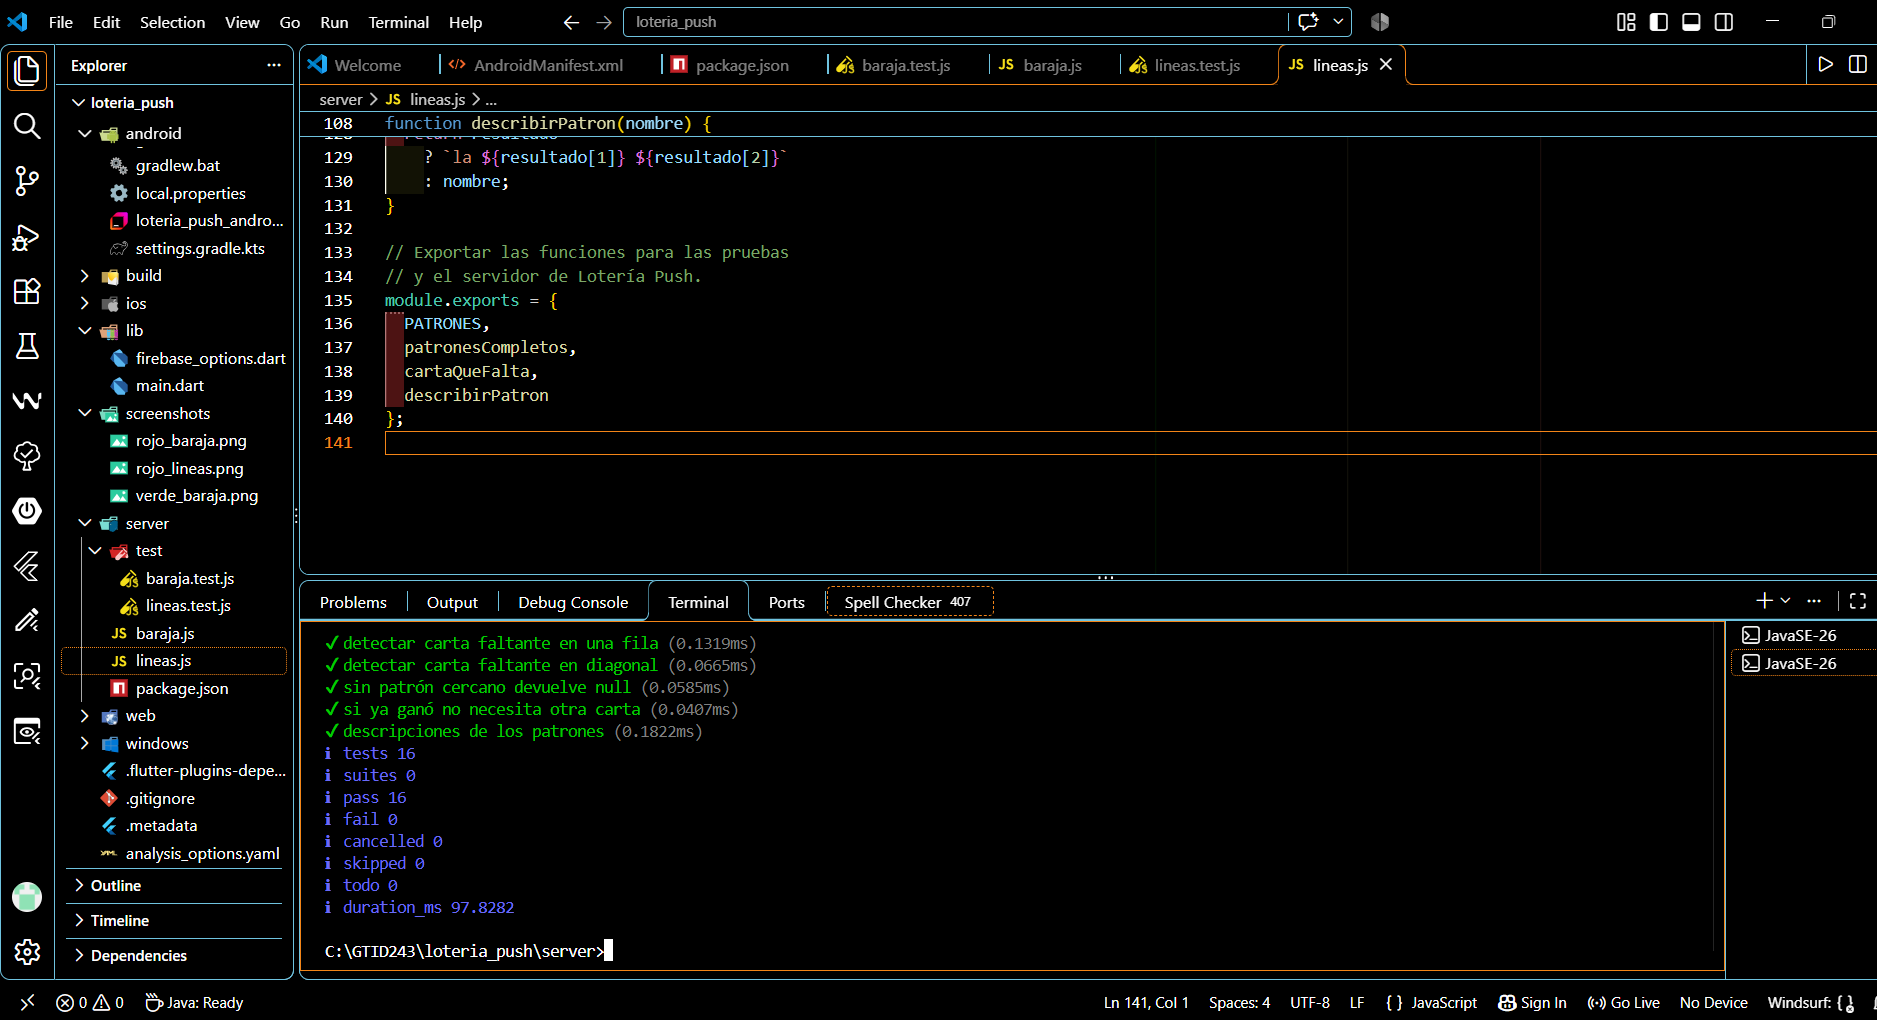 File Edit Selection View Go Run Terminal Help
loteria_push
Explorer
loteria_push
android
gradlew.bat
local.properties
loteria_push_andro...
settings.gradle.kts
build
ios
lib
firebase_options.dart
main.dart
screenshots
rojo_baraja.png
rojo_lineas.png
verde_baraja.png
server
test
baraja.test.js
lineas.test.js
JS baraja.js
JS lineas.js
package.json
web
windows
.flutter-plugins-depe...
.gitignore
.metadata
analysis_options.yaml
Outline
Timeline
Dependencies
Welcome
AndroidManifest.xml
package.json
baraja.test.js
JS baraja.js
lineas.test.js
JS lineas.js
server > JS lineas.js > ...
108 function describirPatron(nombre) {
129 ? `la ${resultado[1]} ${resultado[2]}`
130 : nombre;
131 }
132
133 // Exportar las funciones para las pruebas
134 // y el servidor de Lotería Push.
135 module.exports = {
136 PATRONES,
137 patronesCompletos,
138 cartaQueFalta,
139 describirPatron
140 };
141
Problems Output Debug Console Terminal Ports Spell Checker 407
✓ detectar carta faltante en una fila (0.1319ms)
✓ detectar carta faltante en diagonal (0.0665ms)
✓ sin patrón cercano devuelve null (0.0585ms)
✓ si ya ganó no necesita otra carta (0.0407ms)
✓ descripciones de los patrones (0.1822ms)
ℹ tests 16
ℹ suites 0
ℹ pass 16
ℹ fail 0
ℹ cancelled 0
ℹ skipped 0
ℹ todo 0
ℹ duration_ms 97.8282
C:\GTID243\loteria_push\server>
JavaSE-26
JavaSE-26
0 0 Java: Ready
Ln 141, Col 1 Spaces: 4 UTF-8 LF { } JavaScript Sign In Go Live No Device Windsurf: {}